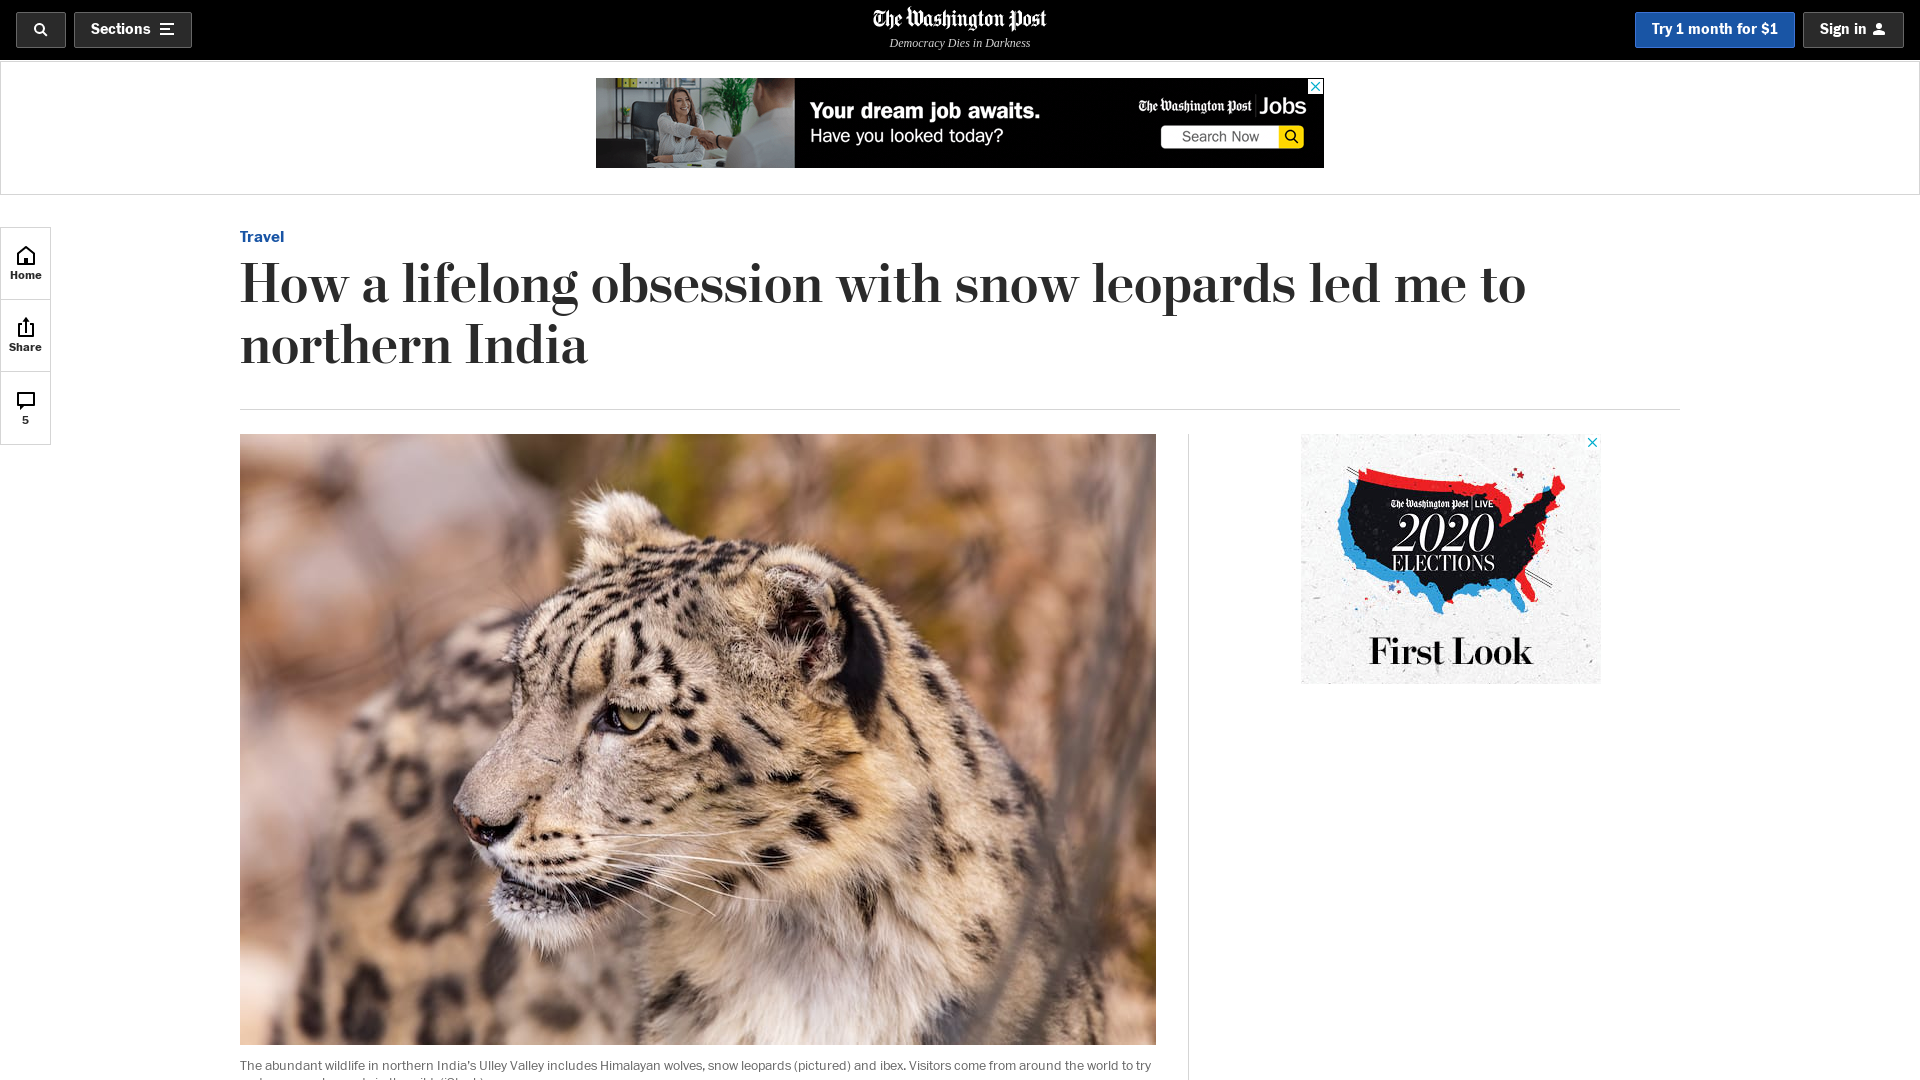 Sections
The Washington Post
Democracy Dies in Darkness
Try 1 month for $1
Sign in
Your dream job awaits.
Have you looked today?
The Washington Post Jobs
Search Now
Home
Share
5
Travel
How a lifelong obsession with snow leopards led me to
northern India
The Washington Post LIVE
2020
ELECTIONS
First Look
The abundant wildlife in northern India's Ulley Valley includes Himalayan wolves, snow leopards (pictured) and ibex. Visitors come from around the world to try